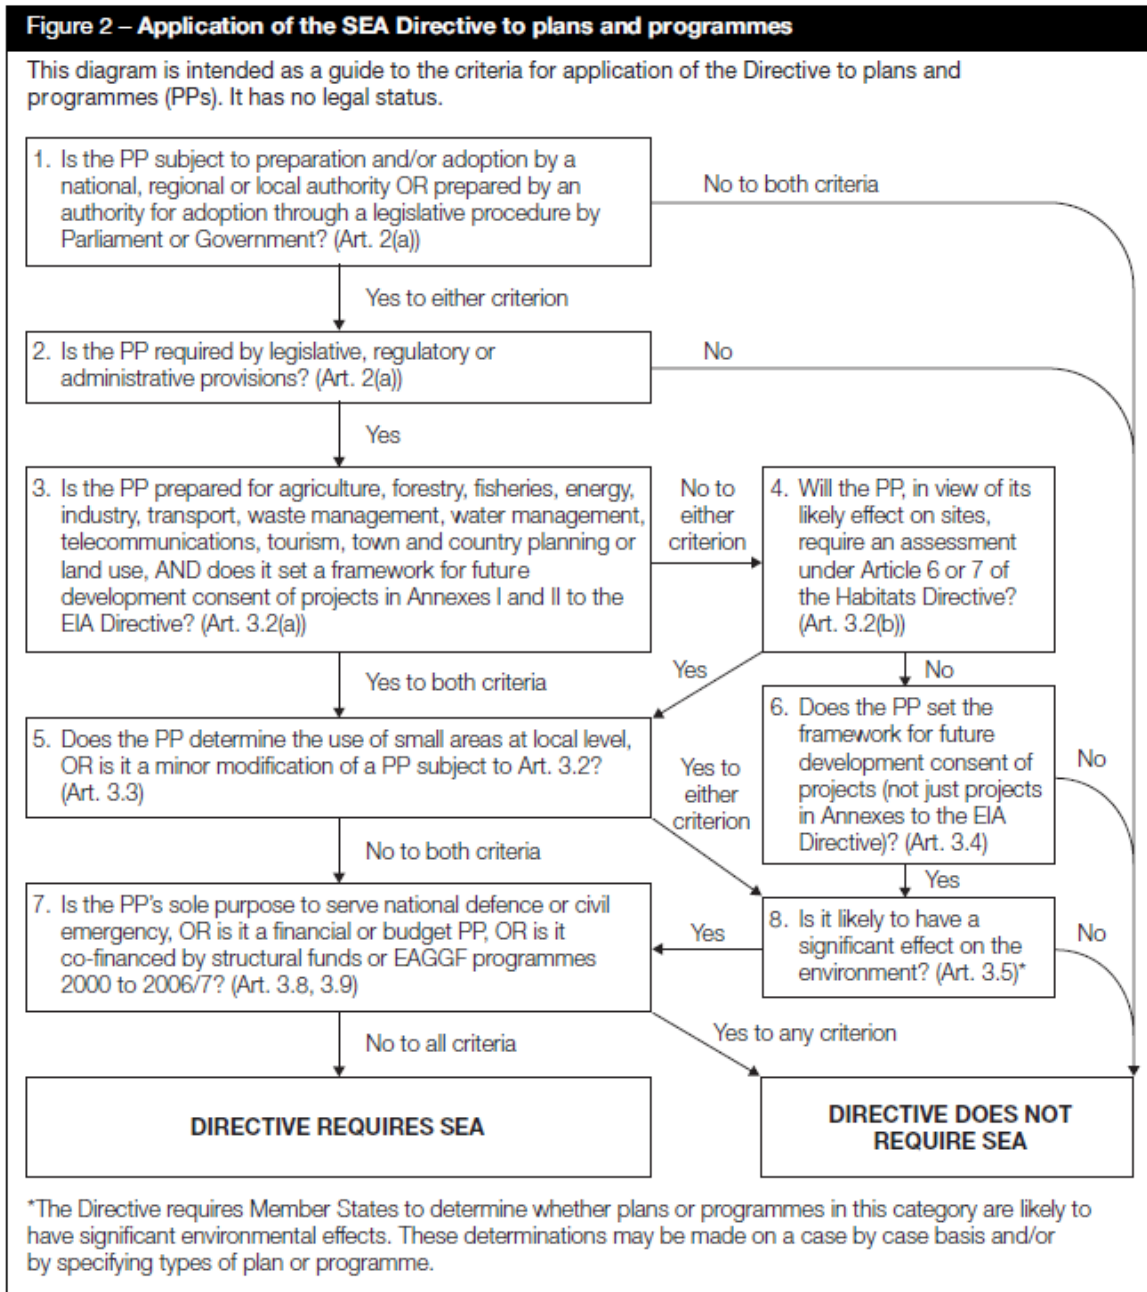 Figure 2 – Application of the SEA Directive to plans and programmes
This diagram is intended as a guide to the criteria for application of the Directive to plans and
programmes (PPs). It has no legal status.
1. Is the PP subject to preparation and/or adoption by a
national, regional or local authority OR prepared by an
authority for adoption through a legislative procedure by
Parliament or Government? (Art. 2(a))
No to both criteria
Yes to either criterion
2. Is the PP required by legislative, regulatory or
administrative provisions? (Art. 2(a))
No
Yes
3. Is the PP prepared for agriculture, forestry, fisheries, energy,
industry, transport, waste management, water management,
telecommunications, tourism, town and country planning or
land use, AND does it set a framework for future
development consent of projects in Annexes I and II to the
EIA Directive? (Art. 3.2(a))
No to
either
criterion
4. Will the PP, in view of its
likely effect on sites,
require an assessment
under Article 6 or 7 of
the Habitats Directive?
(Art. 3.2(b))
Yes to both criteria
Yes
No
5. Does the PP determine the use of small areas at local level,
OR is it a minor modification of a PP subject to Art. 3.2?
(Art. 3.3)
Yes to
either
criterion
6. Does the PP set the
framework for future
development consent of
projects (not just projects
in Annexes to the EIA
Directive)? (Art. 3.4)
No
No to both criteria
Yes
7. Is the PP's sole purpose to serve national defence or civil
emergency, OR is it a financial or budget PP, OR is it
co-financed by structural funds or EAGGF programmes
2000 to 2006/7? (Art. 3.8, 3.9)
Yes
8. Is it likely to have a
significant effect on the
environment? (Art. 3.5)*
No
No to all criteria
Yes to any criterion
DIRECTIVE REQUIRES SEA
DIRECTIVE DOES NOT
REQUIRE SEA
*The Directive requires Member States to determine whether plans or programmes in this category are likely to
have significant environmental effects. These determinations may be made on a case by case basis and/or
by specifying types of plan or programme.